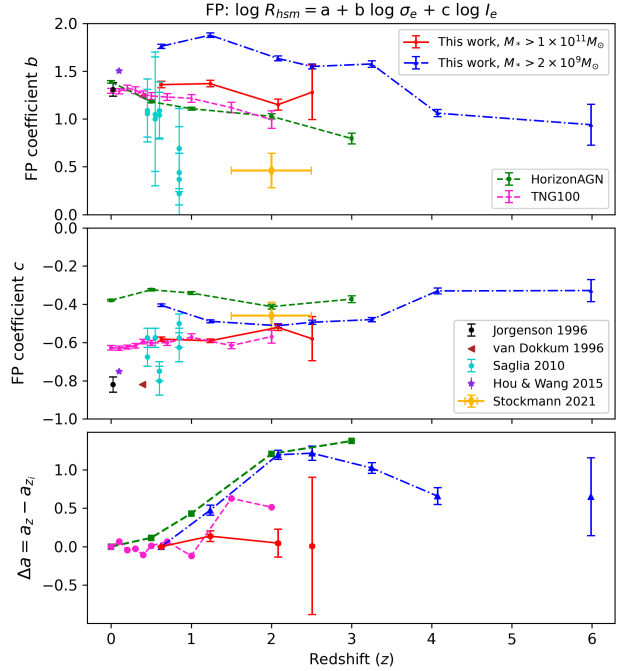 FP: log R_hsm = a + b log σ_e + c log I_e
2.0
1.5
1.0
0.5
0.0
FP coefficient b
This work, M_* > 1 × 10^11 M_⊙
This work, M_* > 2 × 10^9 M_⊙
HorizonAGN
TNG100
0.0
−0.2
−0.4
−0.6
−0.8
−1.0
FP coefficient c
Jorgenson 1996
van Dokkum 1996
Saglia 2010
Hou & Wang 2015
Stockmann 2021
1.0
0.5
0.0
−0.5
Δa = a_z − a_{z_i}
0 1 2 3 4 5 6
Redshift (z)